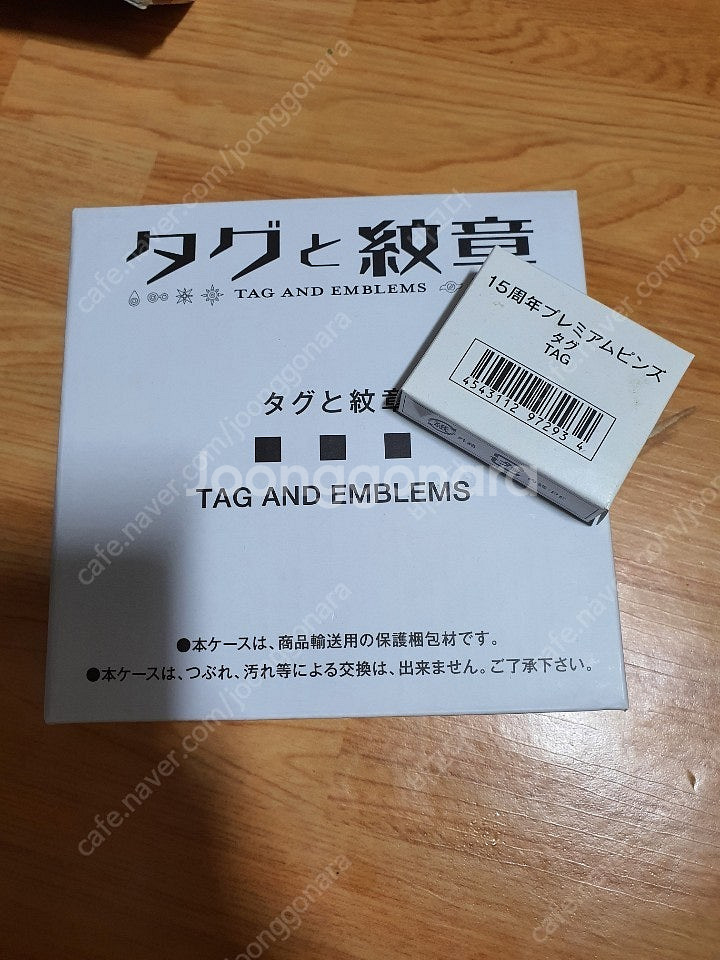 タグと紋章
TAG AND EMBLEMS
15周年プレミアムピンズ
タグ
TAG
4543112 97293 4
タグと紋章
TAG AND EMBLEMS
●本ケースは、商品輸送用の保護梱包材です。
●本ケースは、つぶれ、汚れ等による交換は、出来ません。ご了承下さい。
Joonggonara
cafe.naver.com/joonggonara